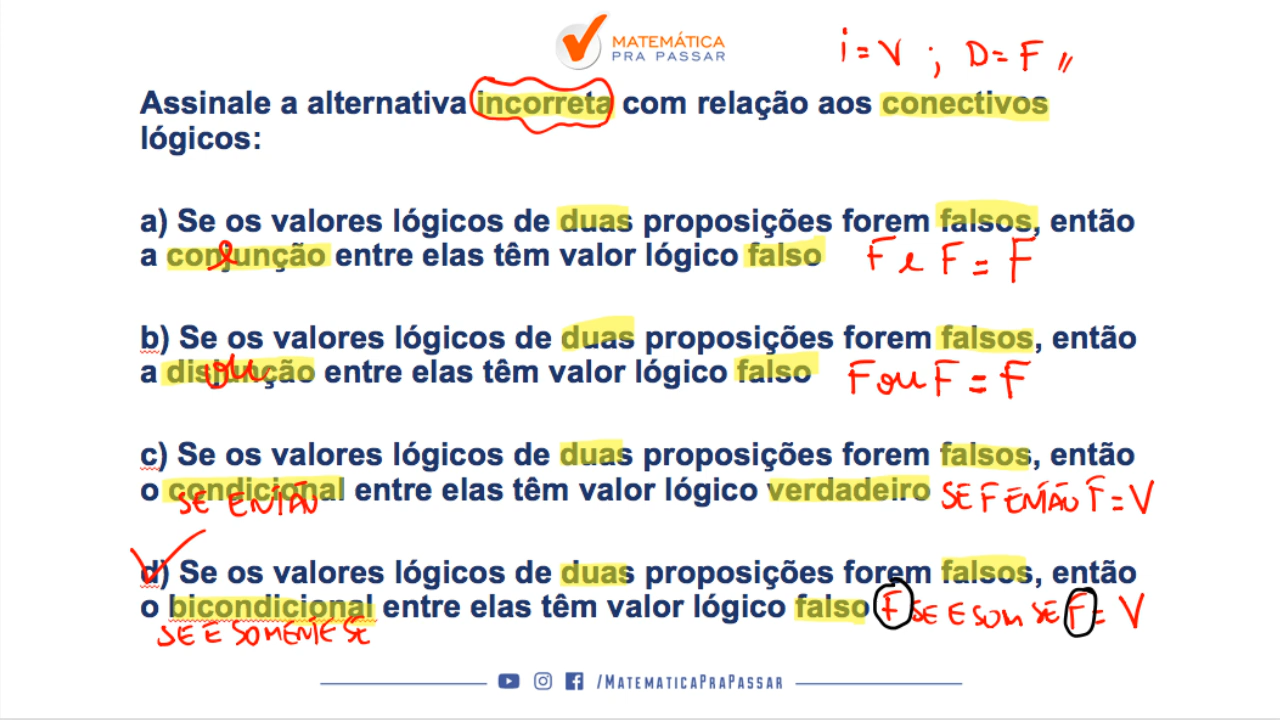 MATEMÁTICA
PRA PASSAR
i = V ; D = F //
Assinale a alternativa incorreta com relação aos conectivos
lógicos:
a) Se os valores lógicos de duas proposições forem falsos, então
a conjunção entre elas têm valor lógico falso F e F = F
e
b) Se os valores lógicos de duas proposições forem falsos, então
a disjunção entre elas têm valor lógico falso F ou F = F
ou
c) Se os valores lógicos de duas proposições forem falsos, então
o condicional entre elas têm valor lógico verdadeiro SE F ENTÃO F = V
SE ENTÃO
d) Se os valores lógicos de duas proposições forem falsos, então
o bicondicional entre elas têm valor lógico falso F SE E SOM SE F = V
SE E SOMENTE SE
/MATEMATICAPRAPASSAR